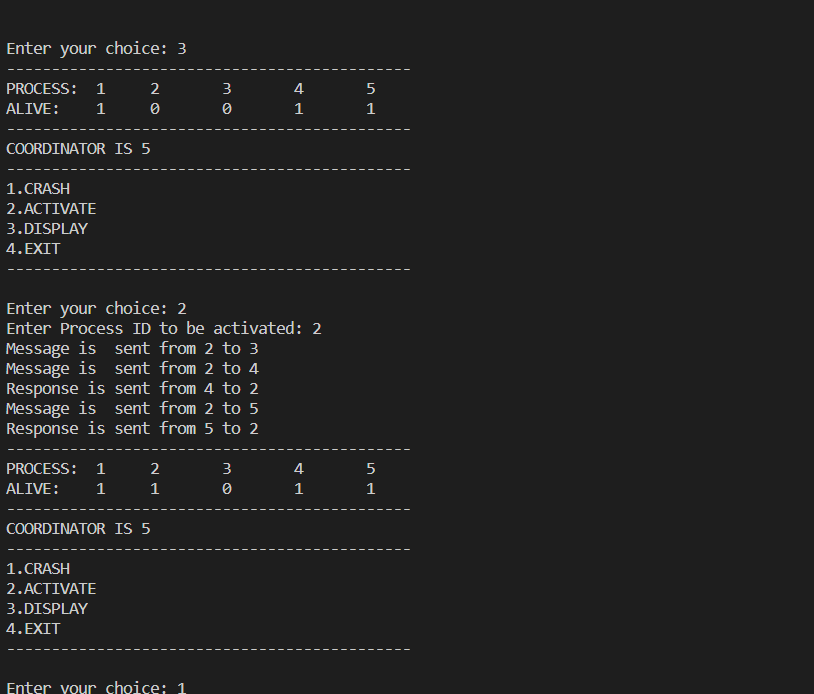 Enter your choice: 3
-------------------------------------------
PROCESS:  1     2       3       4       5
ALIVE:    1     0       0       1       1
-------------------------------------------
COORDINATOR IS 5
-------------------------------------------
1.CRASH
2.ACTIVATE
3.DISPLAY
4.EXIT
-------------------------------------------
Enter your choice: 2
Enter Process ID to be activated: 2
Message is  sent from 2 to 3
Message is  sent from 2 to 4
Response is sent from 4 to 2
Message is  sent from 2 to 5
Response is sent from 5 to 2
-------------------------------------------
PROCESS:  1     2       3       4       5
ALIVE:    1     1       0       1       1
-------------------------------------------
COORDINATOR IS 5
-------------------------------------------
1.CRASH
2.ACTIVATE
3.DISPLAY
4.EXIT
-------------------------------------------
Enter your choice: 1